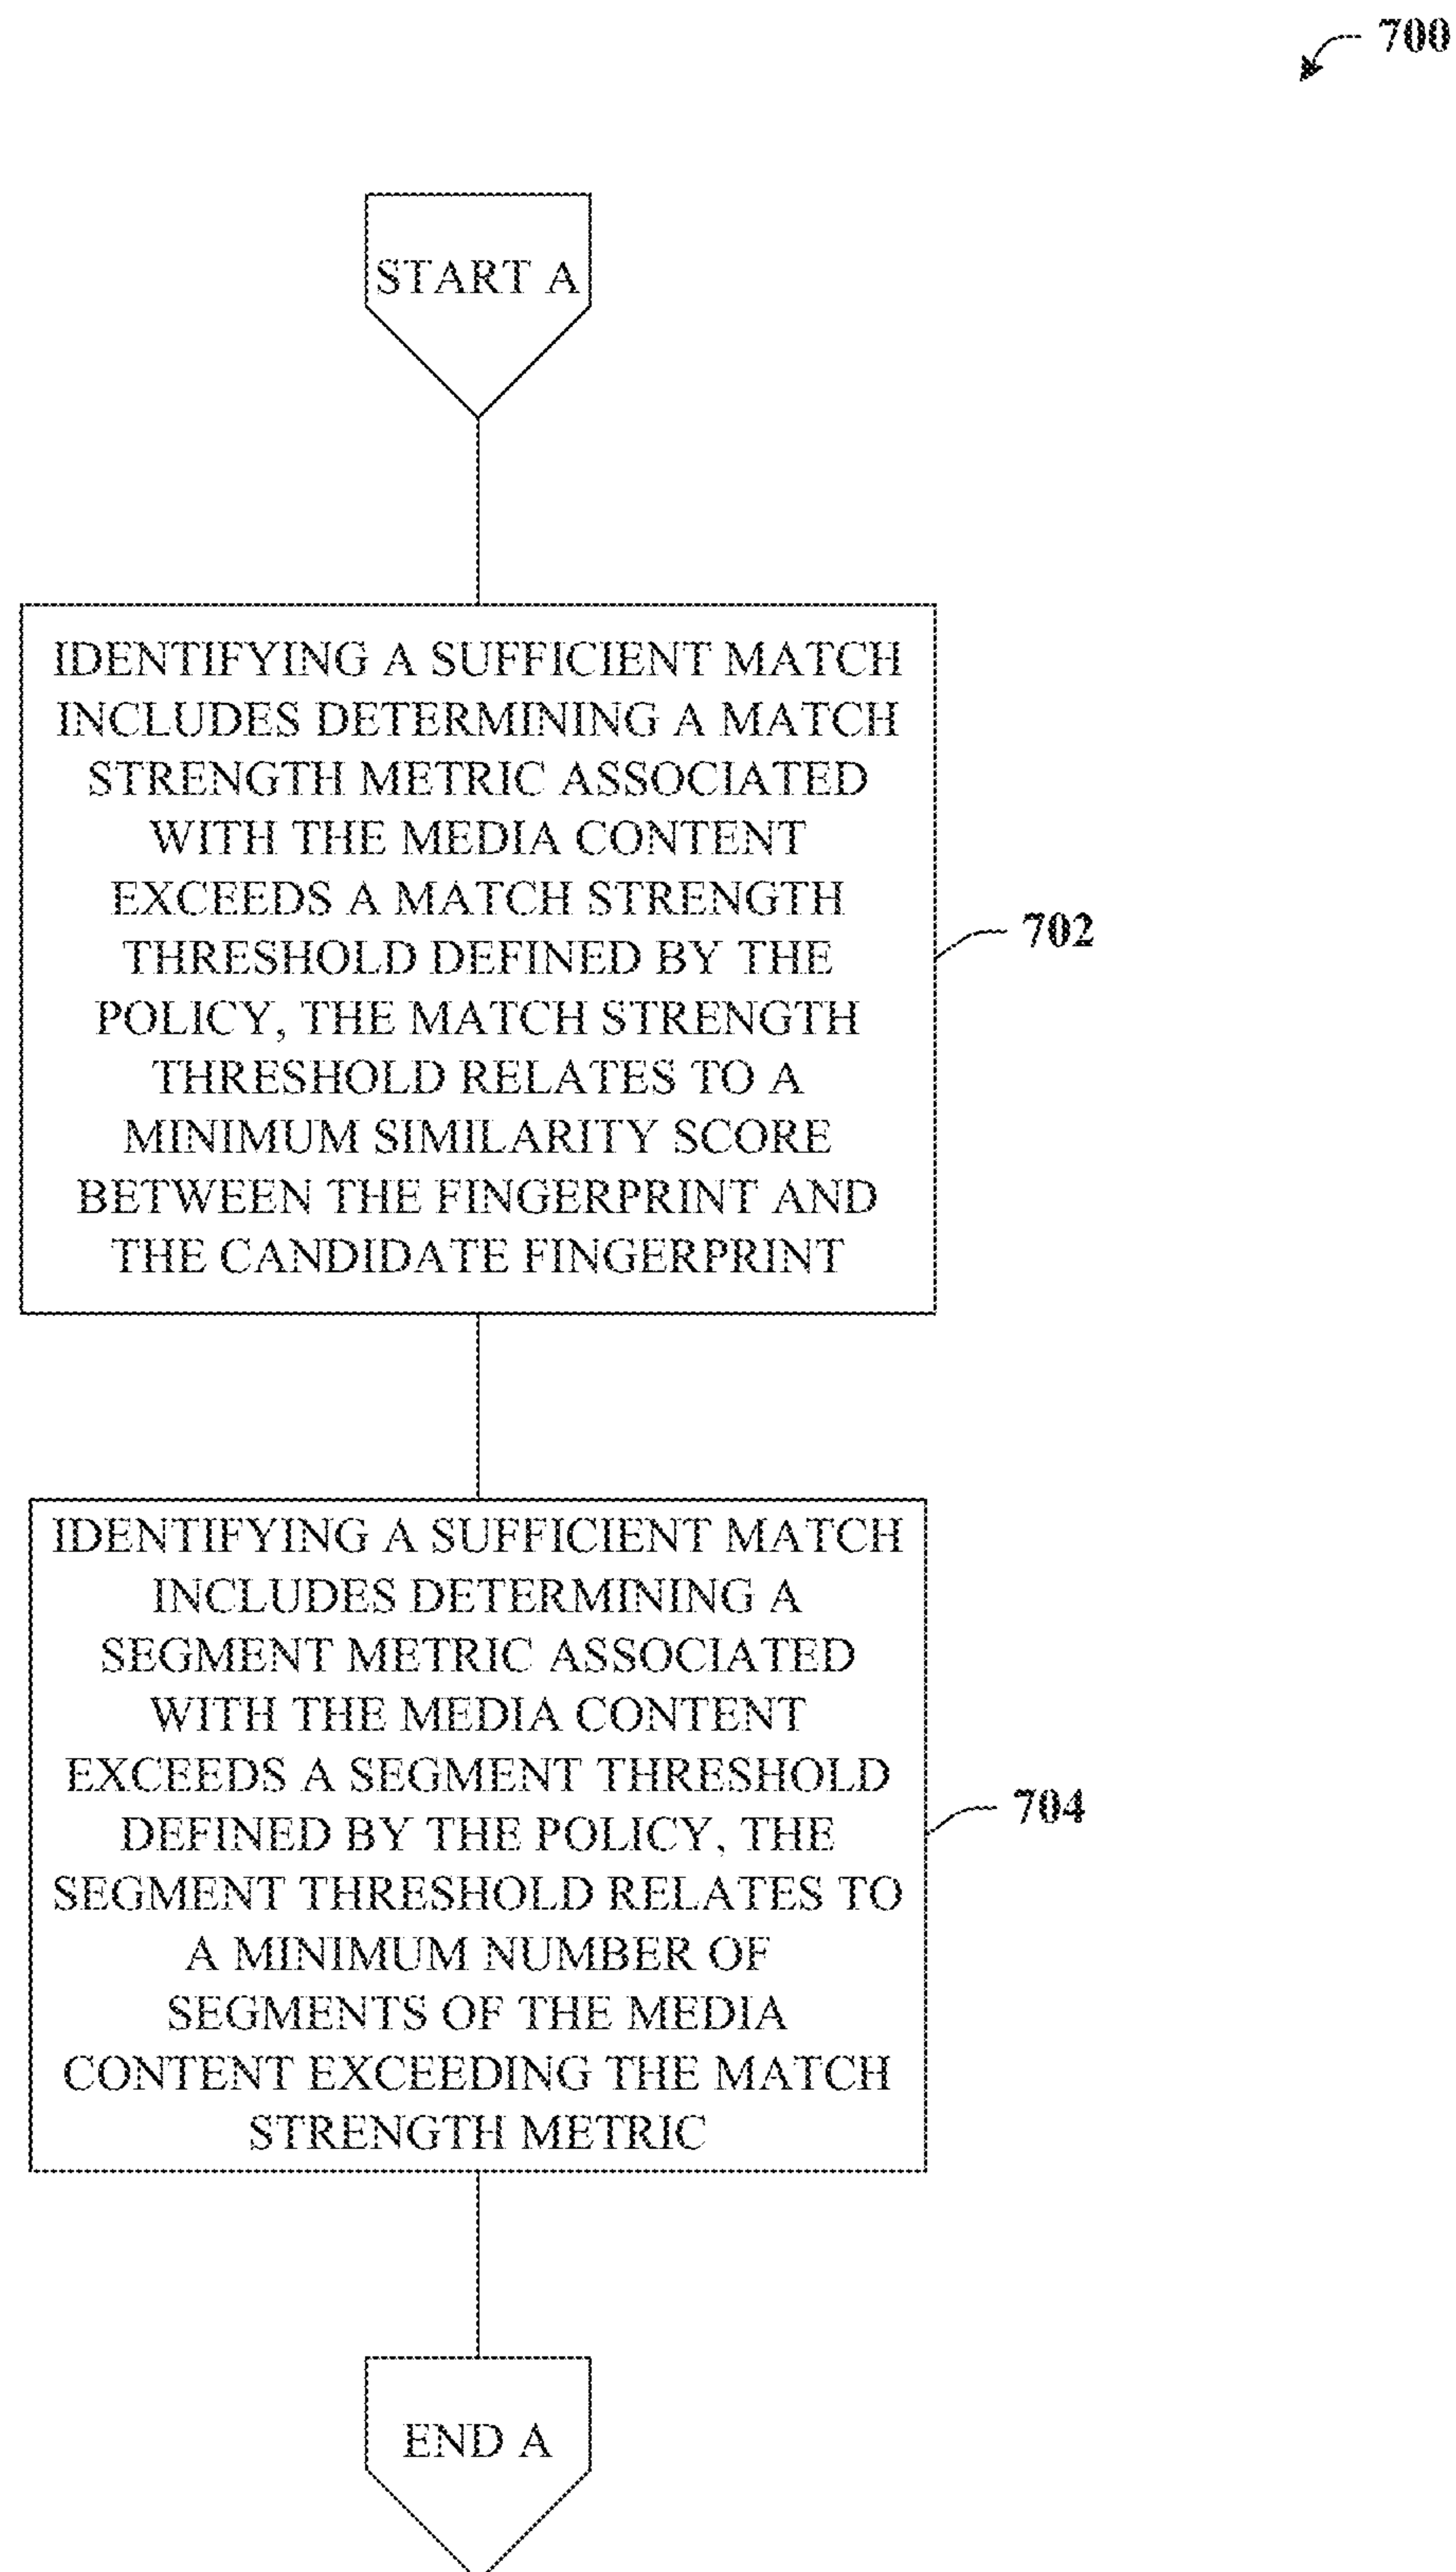 700
START A
IDENTIFYING A SUFFICIENT MATCH
INCLUDES DETERMINING A MATCH
STRENGTH METRIC ASSOCIATED
WITH THE MEDIA CONTENT
EXCEEDS A MATCH STRENGTH
THRESHOLD DEFINED BY THE
POLICY, THE MATCH STRENGTH
THRESHOLD RELATES TO A
MINIMUM SIMILARITY SCORE
BETWEEN THE FINGERPRINT AND
THE CANDIDATE FINGERPRINT
702
IDENTIFYING A SUFFICIENT MATCH
INCLUDES DETERMINING A
SEGMENT METRIC ASSOCIATED
WITH THE MEDIA CONTENT
EXCEEDS A SEGMENT THRESHOLD
DEFINED BY THE POLICY, THE
SEGMENT THRESHOLD RELATES TO
A MINIMUM NUMBER OF
SEGMENTS OF THE MEDIA
CONTENT EXCEEDING THE MATCH
STRENGTH METRIC
704
END A